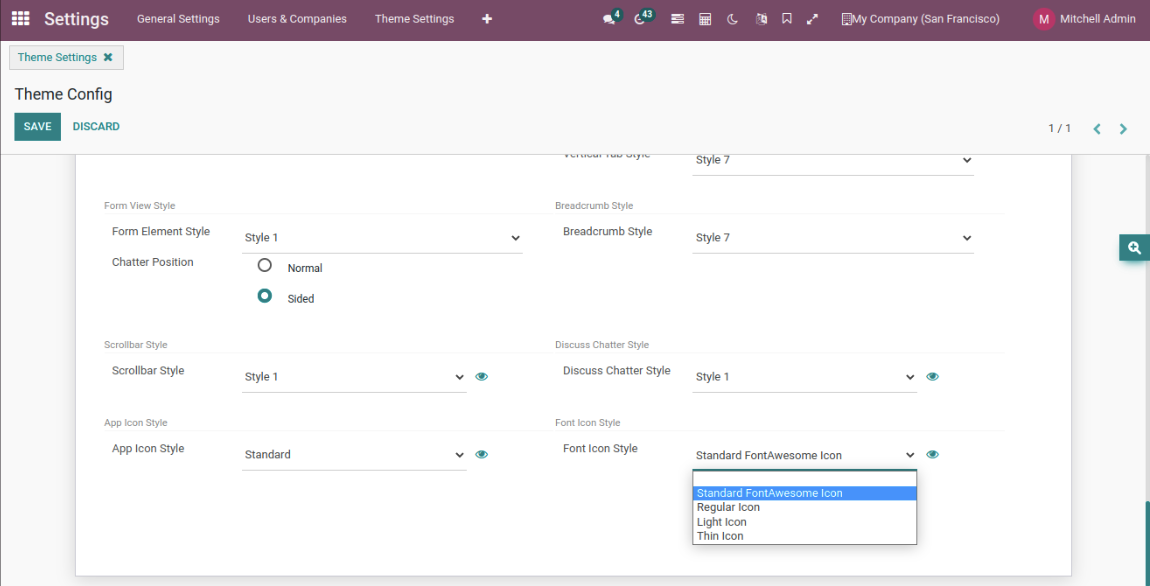 Settings General Settings Users & Companies Theme Settings 4 43 My Company (San Francisco) M Mitchell Admin
Theme Settings
Theme Config
SAVE DISCARD 1 / 1
Vertical Tab Style Style 7
Form View Style Breadcrumb Style
Form Element Style Style 1 Breadcrumb Style Style 7
Chatter Position Normal
Sided
Scrollbar Style Discuss Chatter Style
Scrollbar Style Style 1 Discuss Chatter Style Style 1
App Icon Style Font Icon Style
App Icon Style Standard Font Icon Style Standard FontAwesome Icon
Standard FontAwesome Icon
Regular Icon
Light Icon
Thin Icon